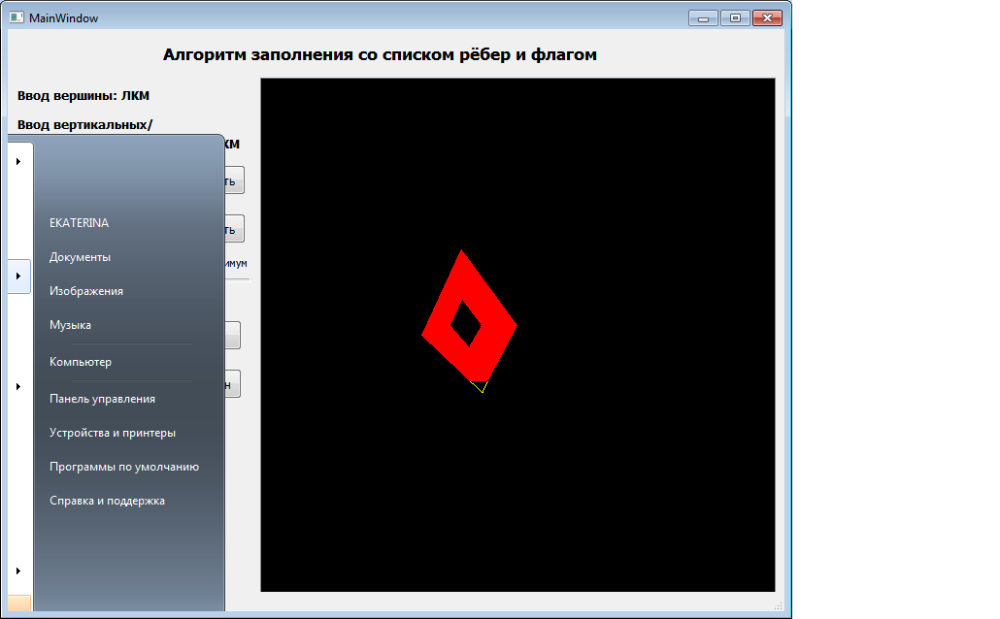 MainWindow
Алгоритм заполнения со списком рёбер и флагом
Ввод вершины: ЛКМ
Ввод вертикальных/
КМ
ть
ть
имум
н
EKATERINA
Документы
Изображения
Музыка
Компьютер
Панель управления
Устройства и принтеры
Программы по умолчанию
Справка и поддержка